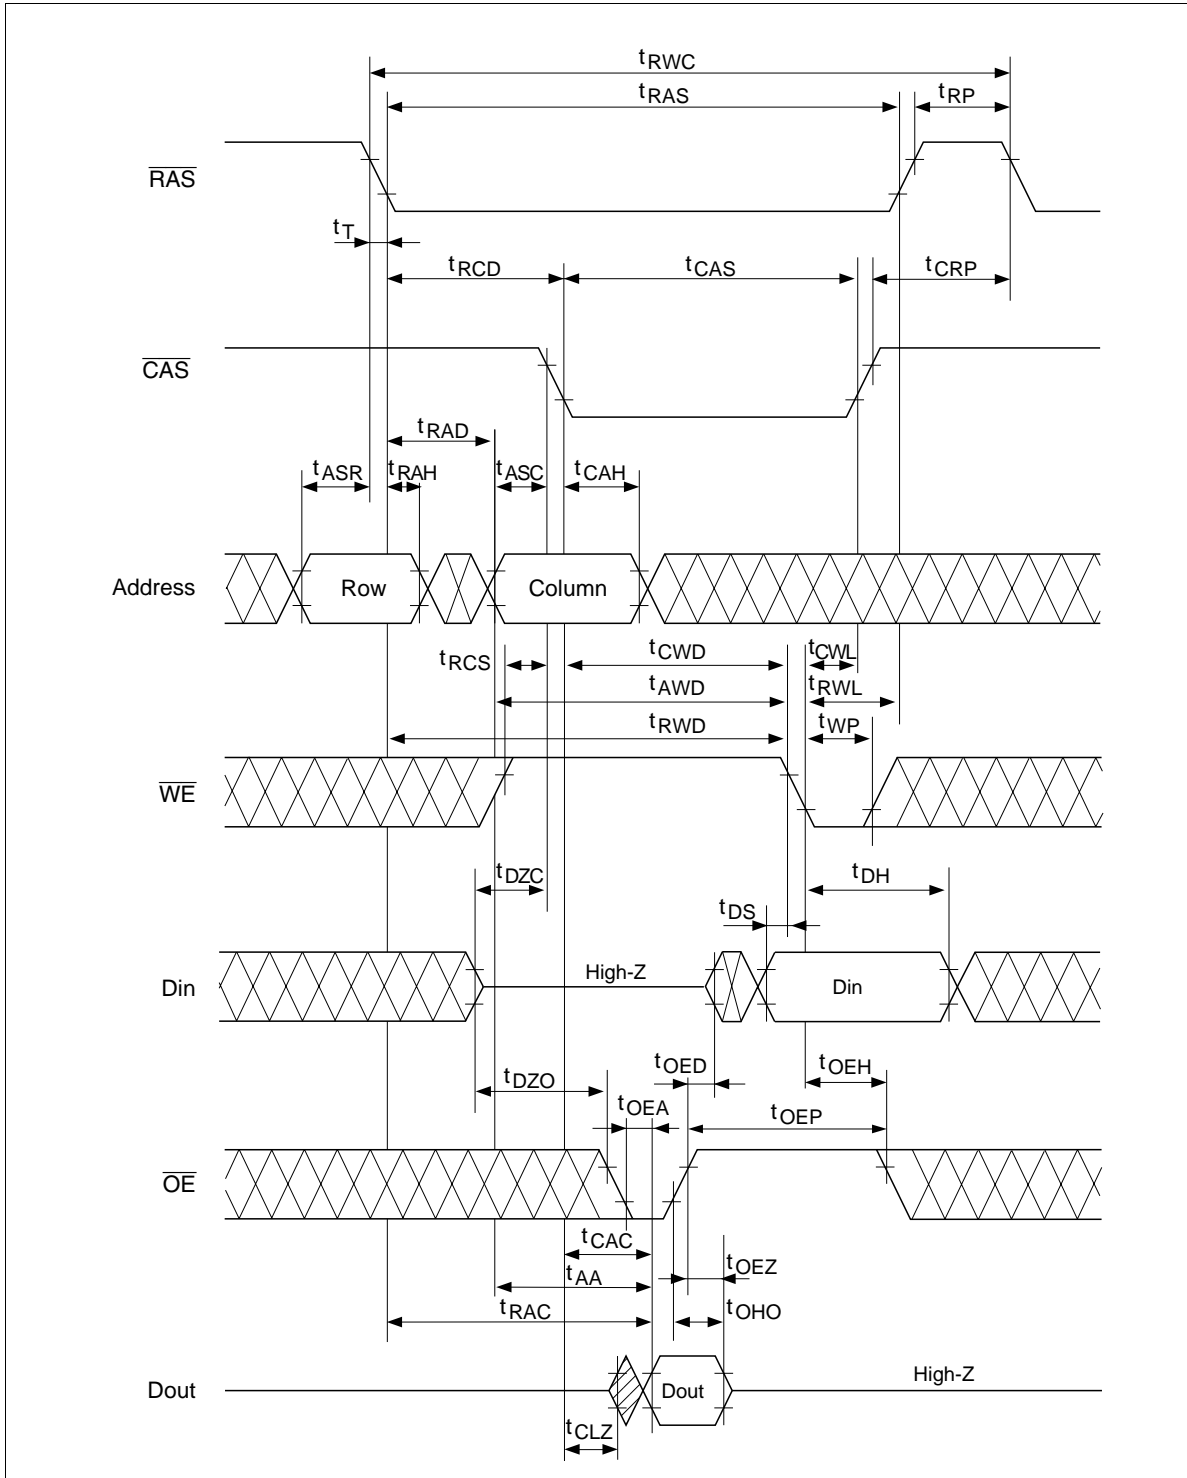 tRWC
tRAS
tRP
RAS
tT
tRCD
tCAS
tCRP
CAS
tRAD
tASR
tRAH
tASC
tCAH
Address
Row
Column
tRCS
tCWD
tCWL
tAWD
tRWL
tRWD
tWP
WE
tDZC
tDH
tDS
Din
High-Z
Din
tDZO
tOED
tOEH
tOEA
tOEP
OE
tCAC
tAA
tOEZ
tRAC
tOHO
Dout
Dout
High-Z
tCLZ